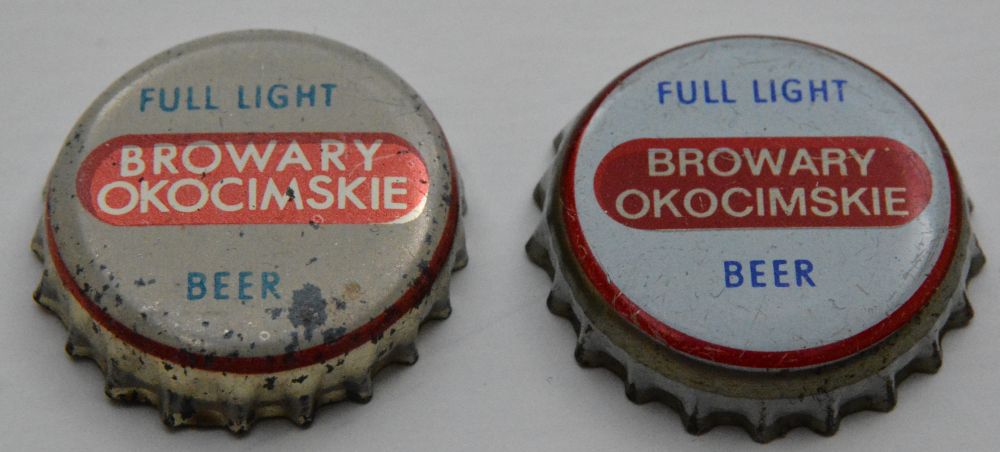 FULL LIGHT
BROWARY
OKOCIMSKIE
BEER
FULL LIGHT
BROWARY
OKOCIMSKIE
BEER